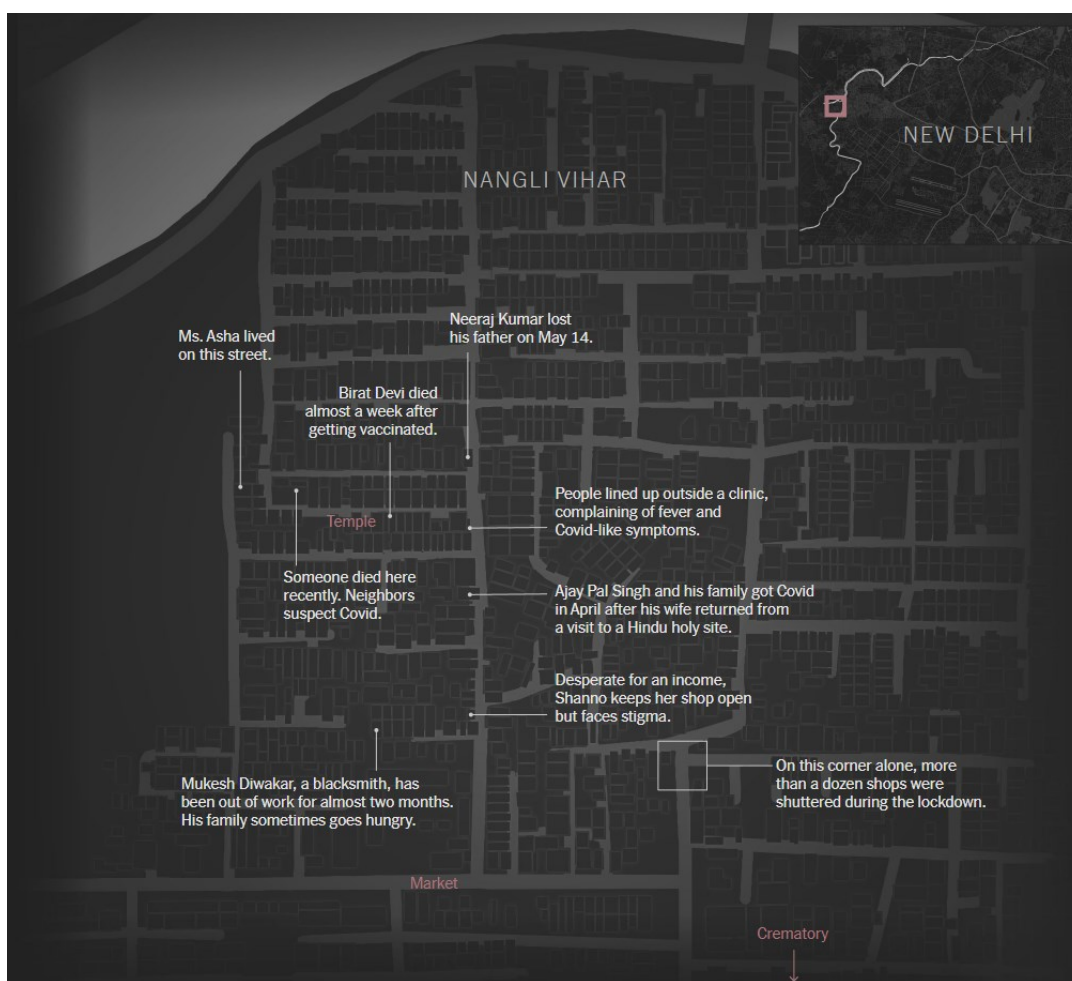 NEW DELHI
NANGLI VIHAR
Neeraj Kumar lost
his father on May 14.
Ms. Asha lived
on this street.
Birat Devi died
almost a week after
getting vaccinated.
People lined up outside a clinic,
complaining of fever and
Covid-like symptoms.
Temple
Someone died here
recently. Neighbors
suspect Covid.
Ajay Pal Singh and his family got Covid
in April after his wife returned from
a visit to a Hindu holy site.
Desperate for an income,
Shanno keeps her shop open
but faces stigma.
Mukesh Diwakar, a blacksmith, has
been out of work for almost two months.
His family sometimes goes hungry.
On this corner alone, more
than a dozen shops were
shuttered during the lockdown.
Market
Crematory